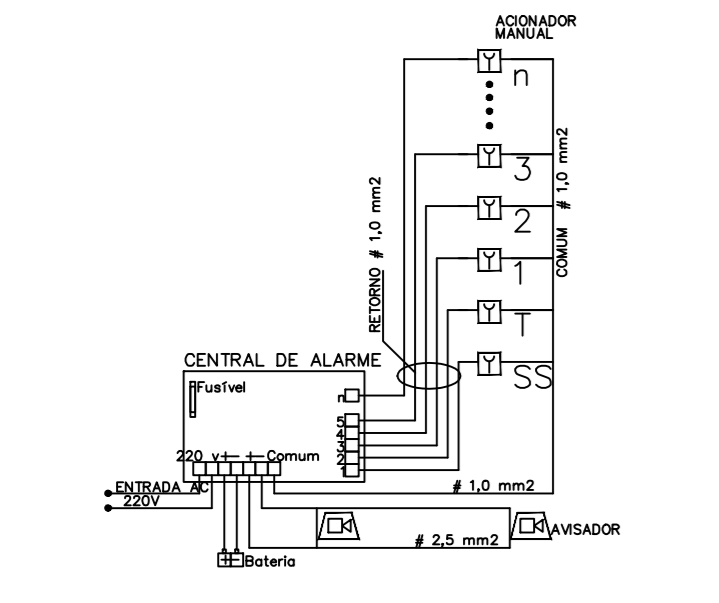 ACIONADOR
MANUAL
n
3
2
1
T
SS
COMUM # 1,0 mm2
RETORNO # 1,0 mm2
CENTRAL DE ALARME
Fusível
n
5
4
3
2
1
220 v + - + - Comum
ENTRADA AC
220V
# 1,0 mm2
# 2,5 mm2
AVISADOR
+ -
Bateria